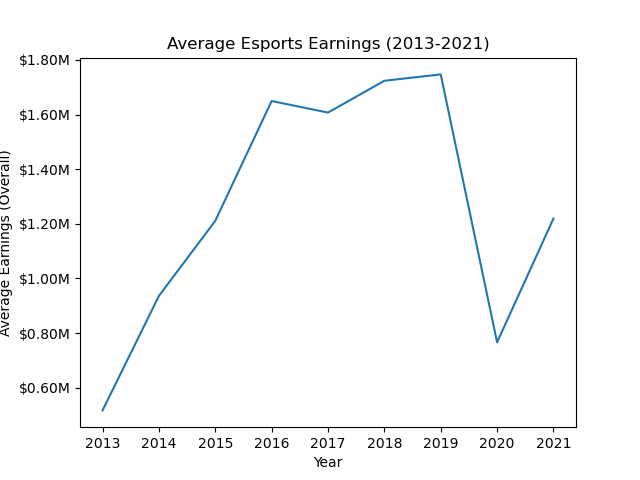 Average Esports Earnings (2013-2021)
Average Earnings (Overall)
$1.80M
$1.60M
$1.40M
$1.20M
$1.00M
$0.80M
$0.60M
2013 2014 2015 2016 2017 2018 2019 2020 2021
Year